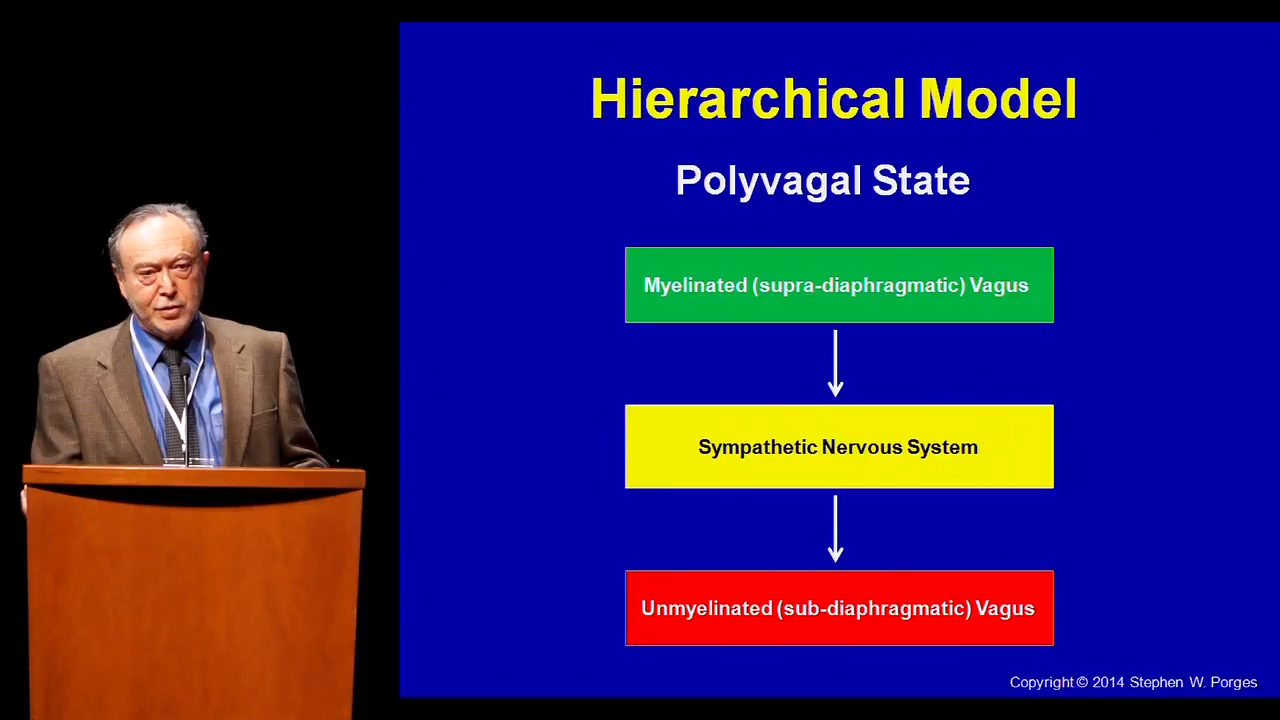 Hierarchical Model
Polyvagal State
Myelinated (supra-diaphragmatic) Vagus
Sympathetic Nervous System
Unmyelinated (sub-diaphragmatic) Vagus
Copyright © 2014 Stephen W. Porges